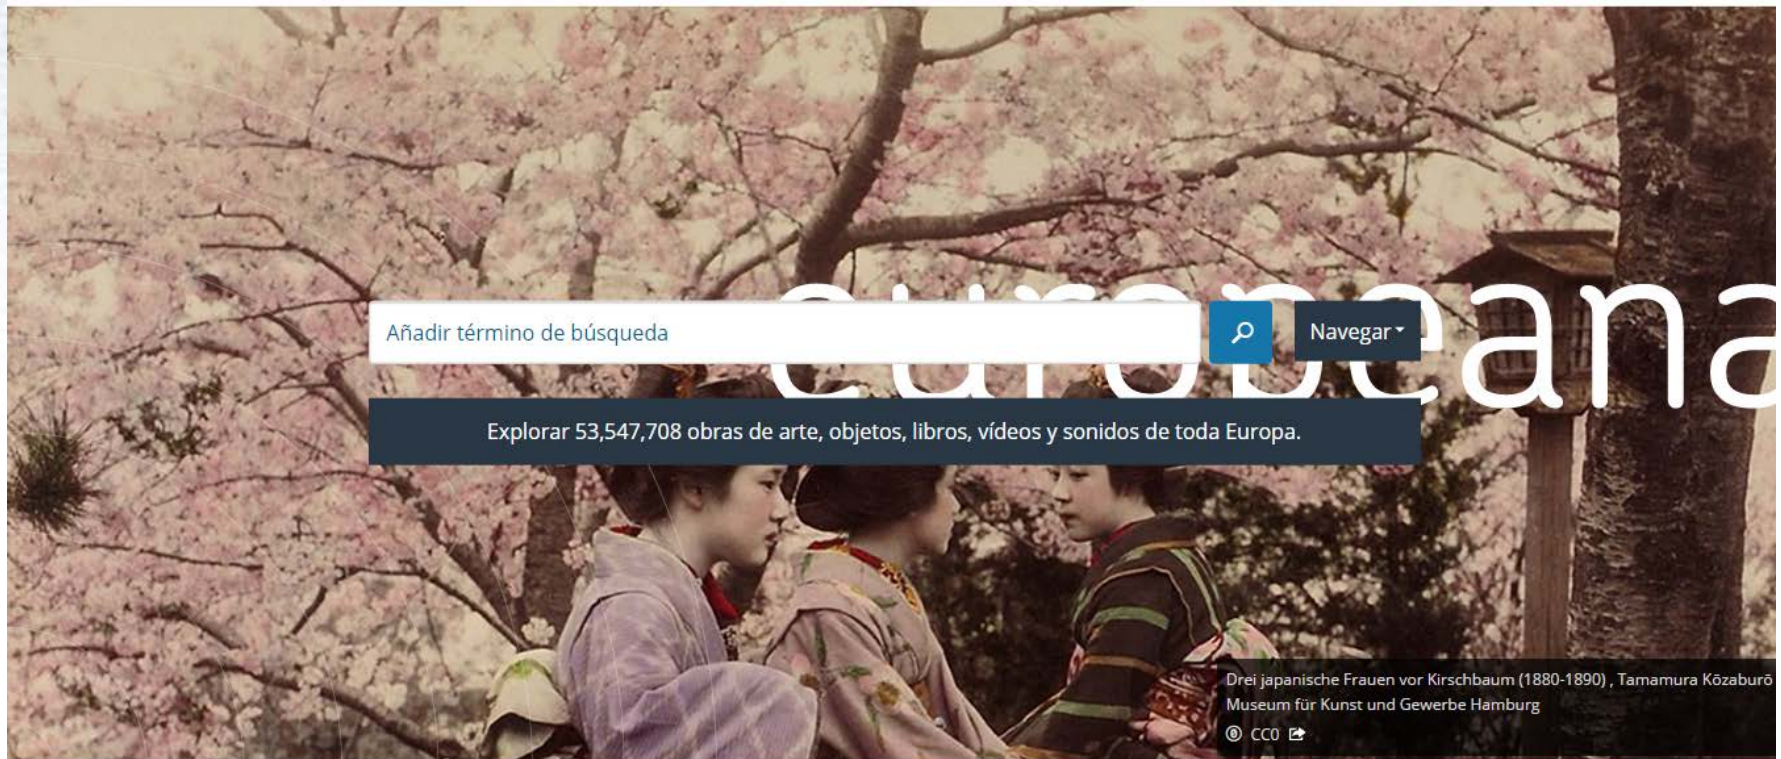 europeana
Añadir término de búsqueda
Navegar
Explorar 53,547,708 obras de arte, objetos, libros, vídeos y sonidos de toda Europa.
Drei japanische Frauen vor Kirschbaum (1880-1890) , Tamamura Kōzaburō
Museum für Kunst und Gewerbe Hamburg
CC0